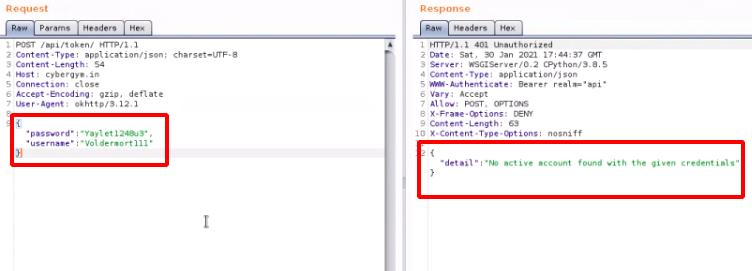 Request
Raw Params Headers Hex
1 POST /api/token/ HTTP/1.1
2 Content-Type: application/json; charset=UTF-8
3 Content-Length: 54
4 Host: cybergym.in
5 Connection: close
6 Accept-Encoding: gzip, deflate
7 User-Agent: okhttp/3.12.1
8
9 {
"password":"Yaylet1248u3",
"username":"Voldermort111"
}
Response
Raw Headers Hex
1 HTTP/1.1 401 Unauthorized
2 Date: Sat, 30 Jan 2021 17:44:37 GMT
3 Server: WSGIServer/0.2 CPython/3.8.5
4 Content-Type: application/json
5 WWW-Authenticate: Bearer realm="api"
6 Vary: Accept
7 Allow: POST, OPTIONS
8 X-Frame-Options: DENY
9 Content-Length: 63
10 X-Content-Type-Options: nosniff
12 {
"detail":"No active account found with the given credentials"
}